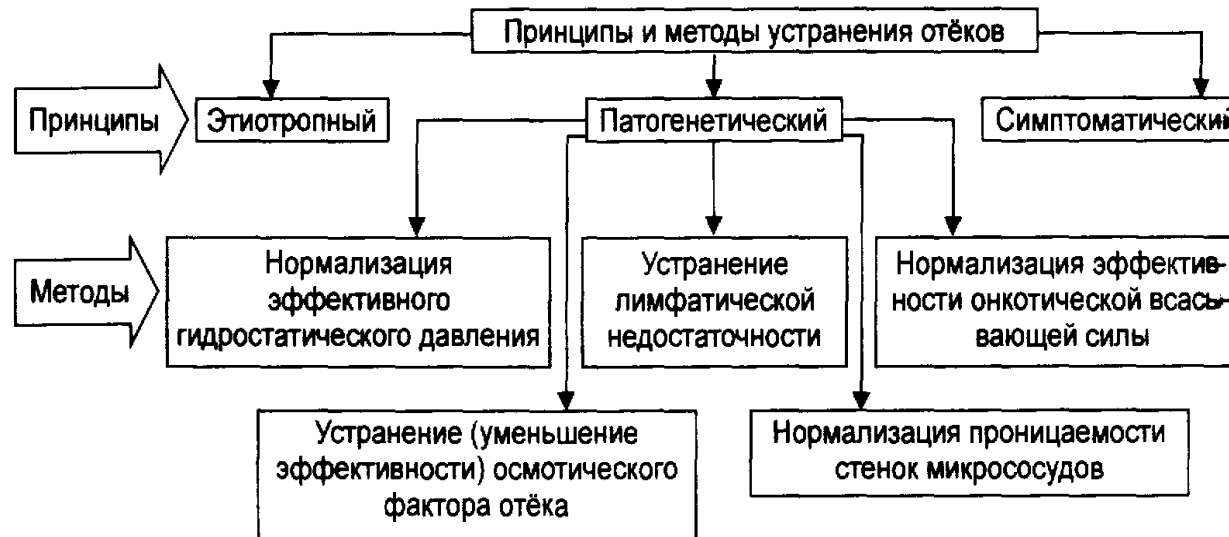 Принципы и методы устранения отёков
Принципы
Этиотропный
Патогенетический
Симптоматический
Методы
Нормализация
эффективного
гидростатического давления
Устранение
лимфатической
недостаточности
Нормализация эффектив-
ности онкотической всасы-
вающей силы
Устранение (уменьшение
эффективности) осмотического
фактора отёка
Нормализация проницаемости
стенок микрососудов